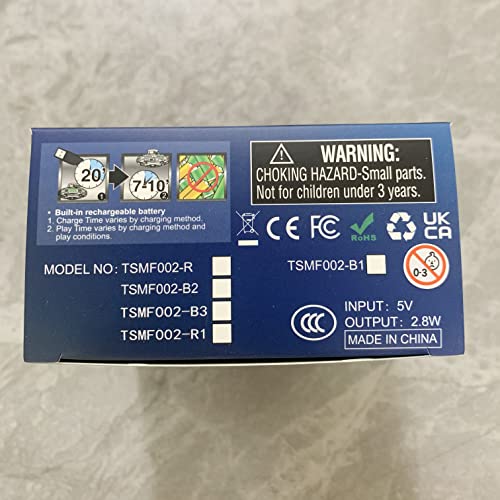 20
1
7-10
2
• Built-in rechargeable battery
1. Charge Time varies by charging method.
2. Play Time varies by charging method and
play conditions.
WARNING:
CHOKING HAZARD-Small parts.
Not for children under 3 years.
CE FC RoHS UK
CA
MODEL NO: TSMF002-R
TSMF002-B1
0-3
TSMF002-B2
TSMF002-B3
TSMF002-R1
CCC
INPUT: 5V
OUTPUT: 2.8W
MADE IN CHINA